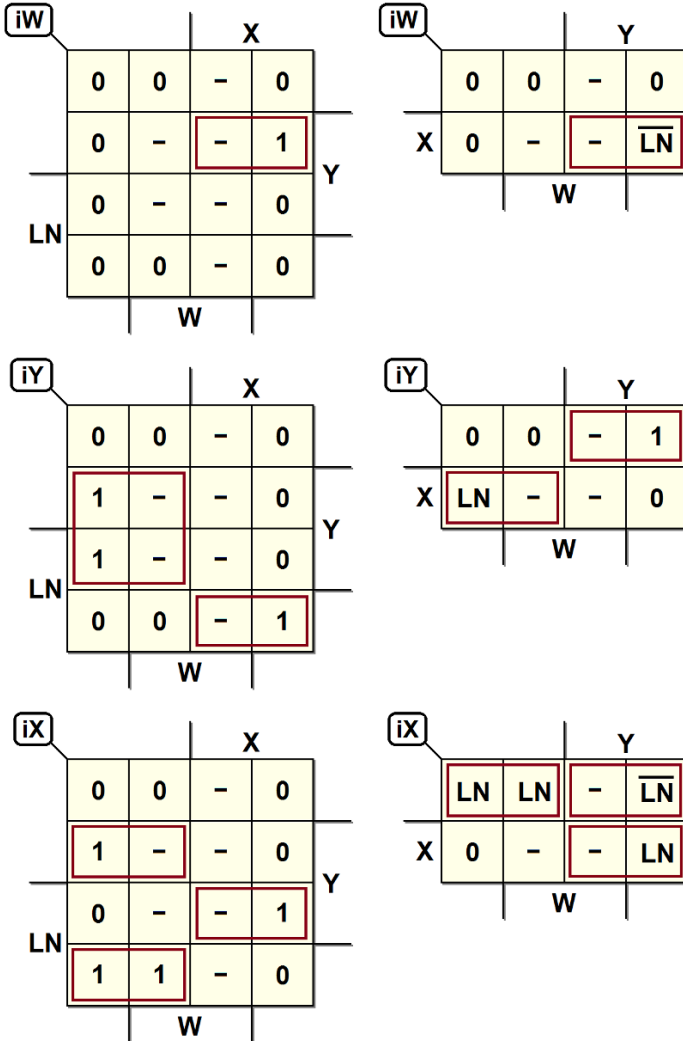 iW X iW Y
0 0 - 0 0 0 - 0
0 - - 1 X 0 - - L̅N̅
Y W
LN 0 - - 0
0 0 - 0
W
iY X iY Y
0 0 - 0 0 0 - 1
1 - - 0 X LN - - 0
Y W
LN 1 - - 0
0 0 - 1
W
iX X iX Y
0 0 - 0 LN LN - L̅N̅
1 - - 0 X 0 - - LN
Y W
LN 0 - - 1
1 1 - 0
W